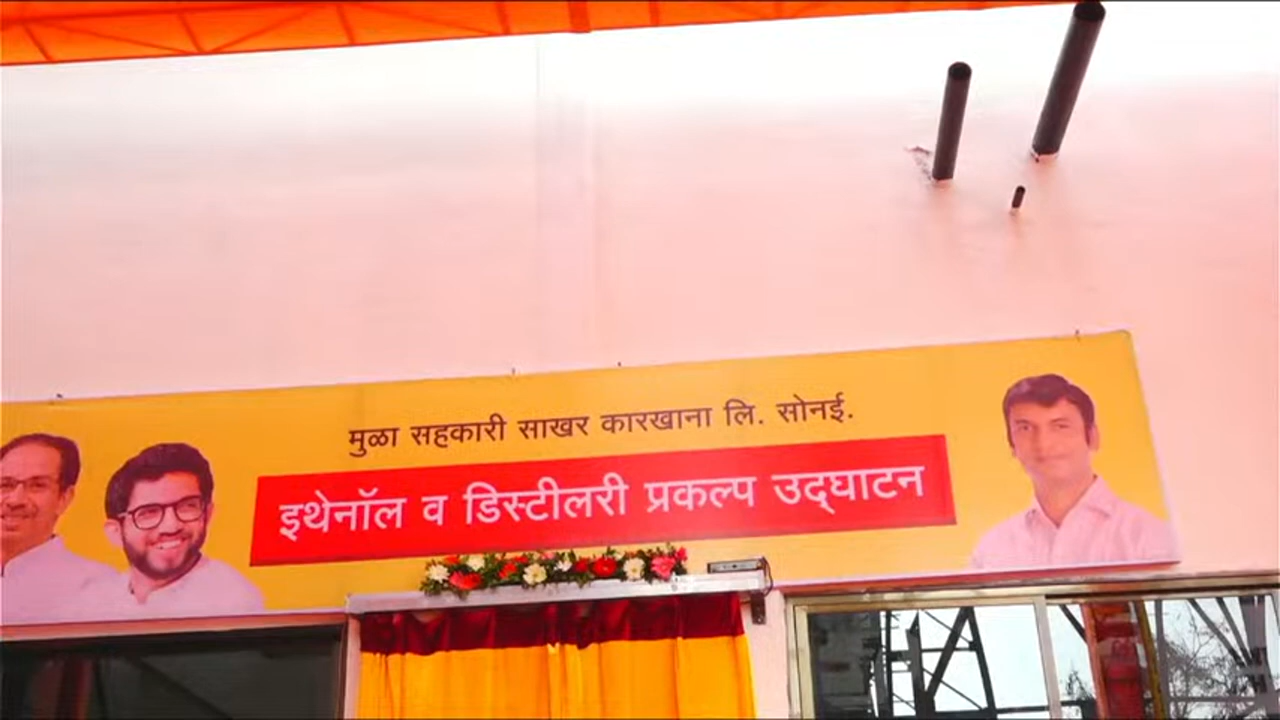 मुळा सहकारी साखर कारखाना लि. सोनई.
इथेनॉल व डिस्टीलरी प्रकल्प उद्‌घाटन